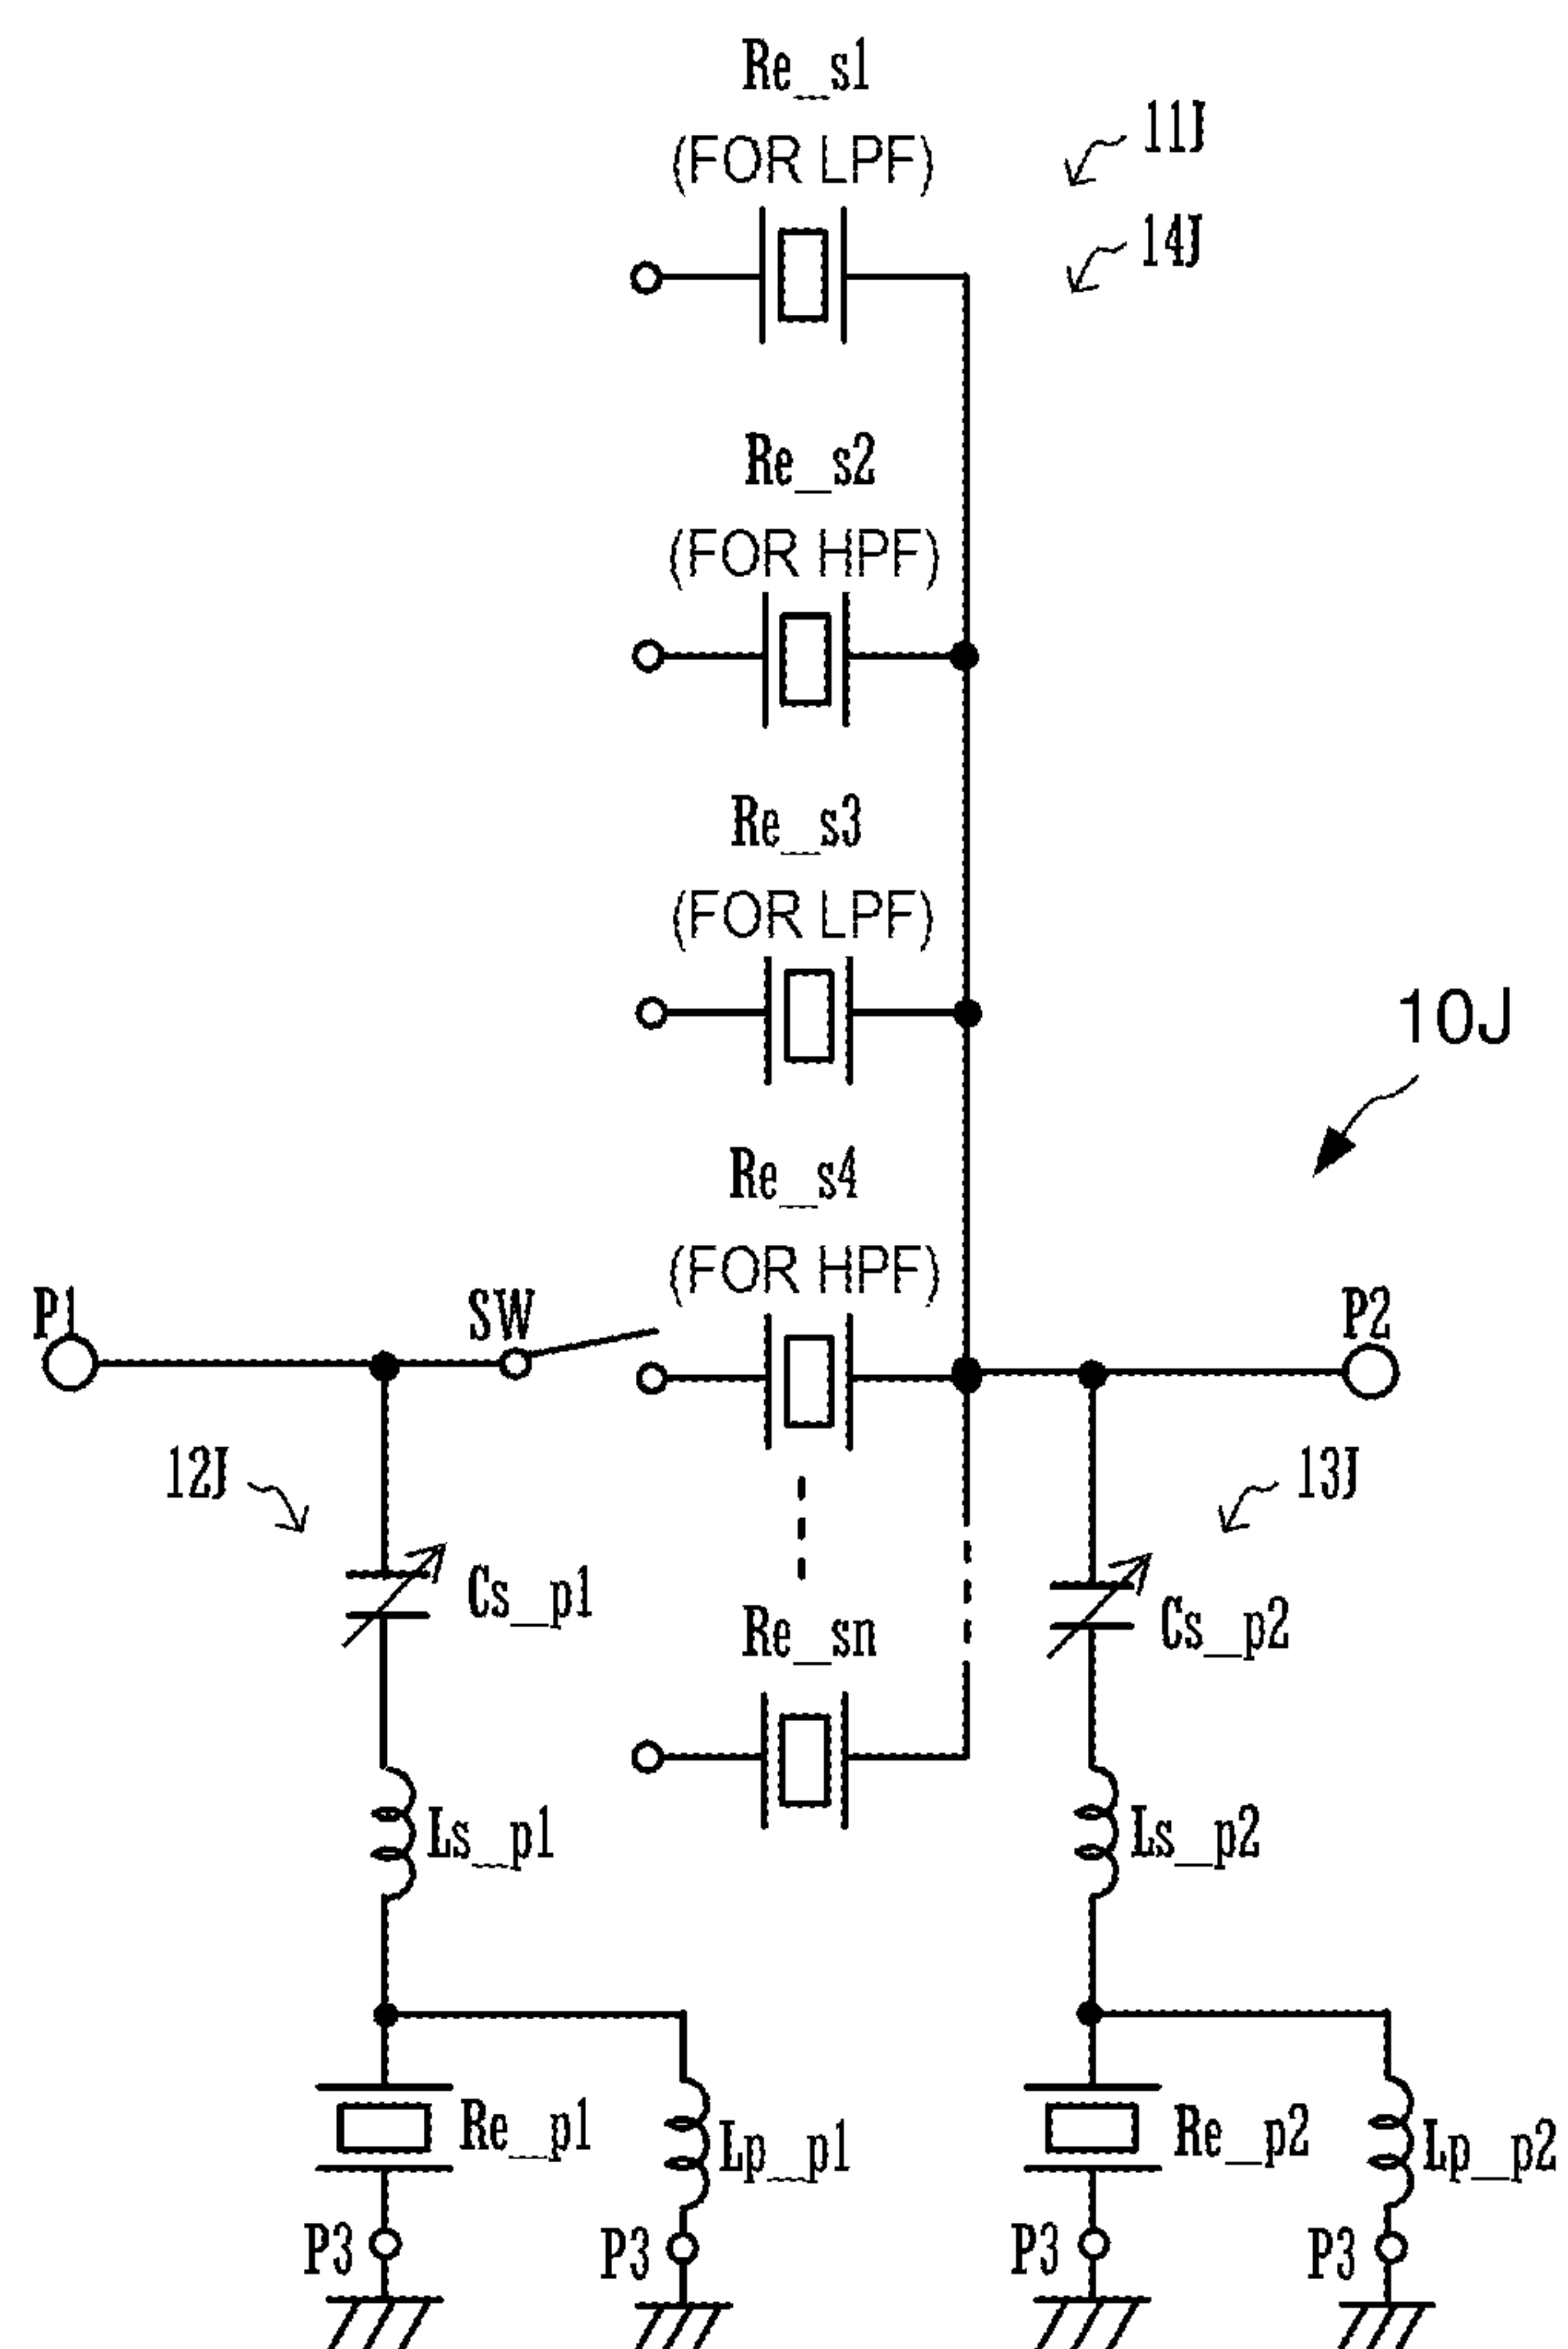 Re_s1
(FOR LPF)
11J
14J
Re_s2
(FOR HPF)
Re_s3
(FOR LPF)
10J
Re_s4
(FOR HPF)
P1
SW
P2
12J
13J
Cs_p1
Cs_p2
Re_sn
Ls_p1
Ls_p2
Re_p1
Lp_p1
Re_p2
Lp_p2
P3
P3
P3
P3